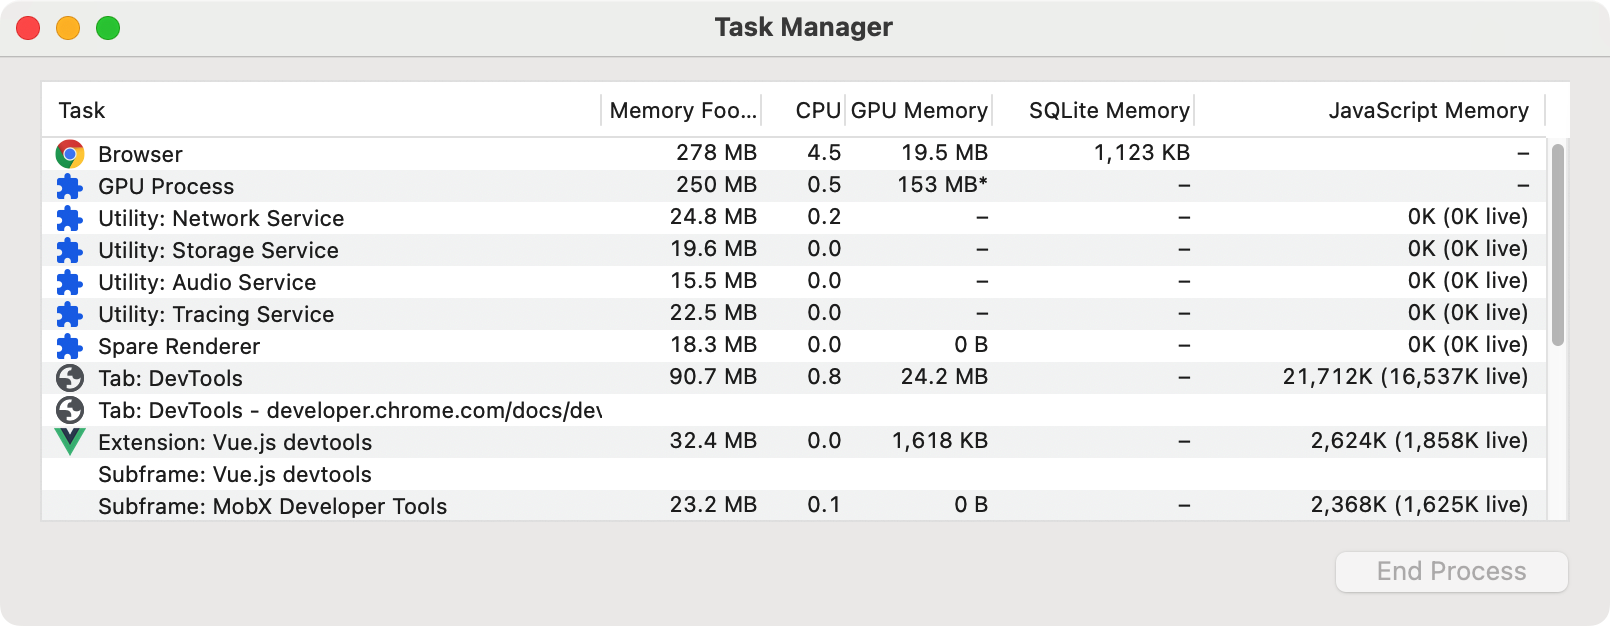 Task Manager
Task Memory Foo... CPU GPU Memory SQLite Memory JavaScript Memory
Browser 278 MB 4.5 19.5 MB 1,123 KB –
GPU Process 250 MB 0.5 153 MB* – –
Utility: Network Service 24.8 MB 0.2 – – 0K (0K live)
Utility: Storage Service 19.6 MB 0.0 – – 0K (0K live)
Utility: Audio Service 15.5 MB 0.0 – – 0K (0K live)
Utility: Tracing Service 22.5 MB 0.0 – – 0K (0K live)
Spare Renderer 18.3 MB 0.0 0 B – 0K (0K live)
Tab: DevTools 90.7 MB 0.8 24.2 MB – 21,712K (16,537K live)
Tab: DevTools - developer.chrome.com/docs/dev
Extension: Vue.js devtools 32.4 MB 0.0 1,618 KB – 2,624K (1,858K live)
Subframe: Vue.js devtools
Subframe: MobX Developer Tools 23.2 MB 0.1 0 B – 2,368K (1,625K live)
End Process